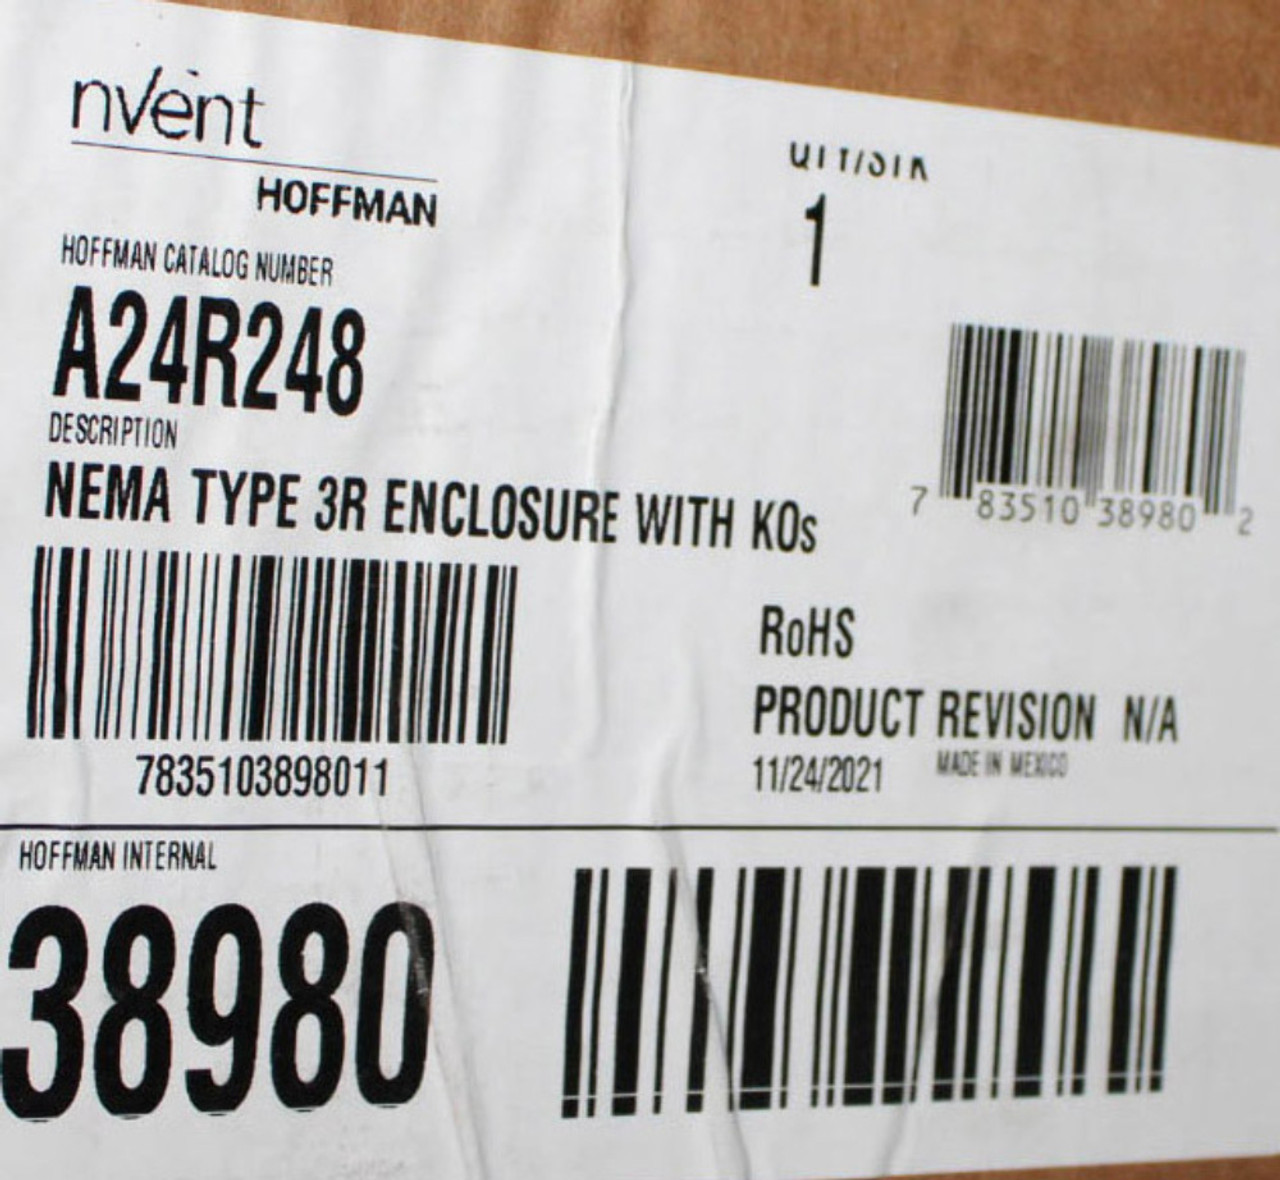 nVent
HOFFMAN
HOFFMAN CATALOG NUMBER
A24R248
DESCRIPTION
NEMA TYPE 3R ENCLOSURE WITH KOs
7835103898011
1
7 83510 38980 2
RoHS
PRODUCT REVISION N/A
11/24/2021 MADE IN MEXICO
HOFFMAN INTERNAL
38980